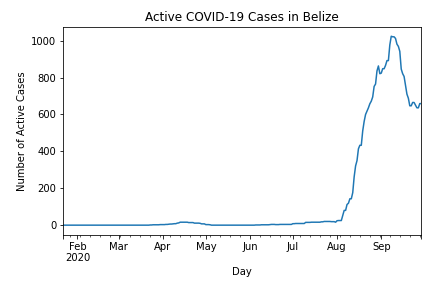 Active COVID-19 Cases in Belize
Number of Active Cases
1000
800
600
400
200
0
Feb Mar Apr May Jun Jul Aug Sep
2020
Day